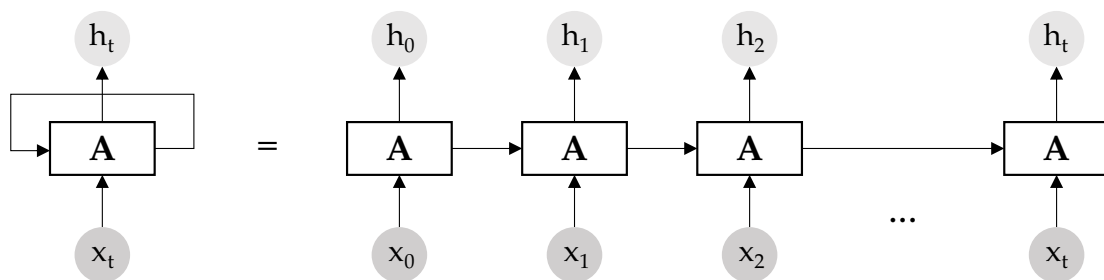 h_t h_0 h_1 h_2 h_t
A = A A A A
...
x_t x_0 x_1 x_2 x_t